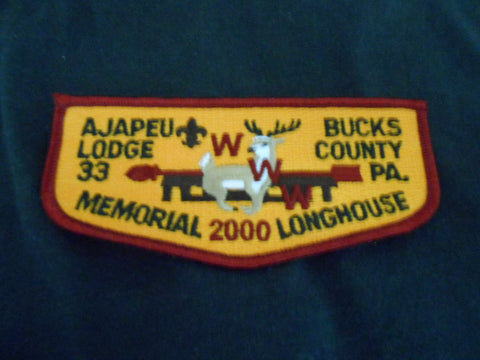 AJAPEU
LODGE
33
W
W
W
BUCKS
COUNTY
PA.
MEMORIAL 2000 LONGHOUSE